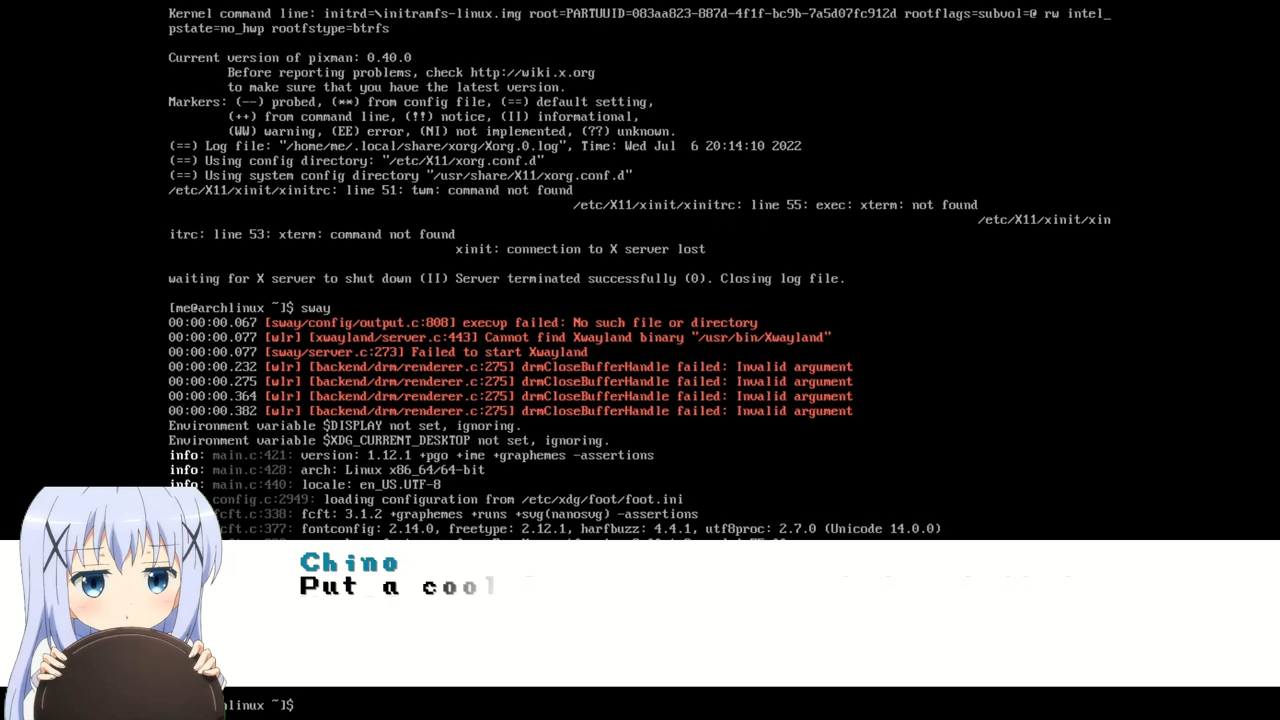 Kernel command line: initrd=\initramfs-linux.img root=PARTUUID=083aa823-887d-4f1f-bc9b-7a5d07fc912d rootflags=subvol=@ rw intel_
pstate=no_hwp rootfstype=btrfs
Current version of pixman: 0.40.0
Before reporting problems, check http://wiki.x.org
to make sure that you have the latest version.
Markers: (--) probed, (**) from config file, (==) default setting,
(++) from command line, (!!) notice, (II) informational,
(WW) warning, (EE) error, (NI) not implemented, (??) unknown.
(==) Log file: "/home/me/.local/share/xorg/Xorg.0.log", Time: Wed Jul  6 20:14:10 2022
(==) Using config directory: "/etc/X11/xorg.conf.d"
(==) Using system config directory "/usr/share/X11/xorg.conf.d"
/etc/X11/xinit/xinitrc: line 51: twm: command not found
/etc/X11/xinit/xinitrc: line 55: exec: xterm: not found
/etc/X11/xinit/xin
itrc: line 53: xterm: command not found
xinit: connection to X server lost
waiting for X server to shut down (II) Server terminated successfully (0). Closing log file.
[me@archlinux ~]$ sway
00:00:00.067 [sway/config/output.c:808] execvp failed: No such file or directory
00:00:00.077 [wlr] [xwayland/server.c:443] Cannot find Xwayland binary "/usr/bin/Xwayland"
00:00:00.077 [sway/server.c:273] Failed to start Xwayland
00:00:00.232 [wlr] [backend/drm/renderer.c:275] drmCloseBufferHandle failed: Invalid argument
00:00:00.275 [wlr] [backend/drm/renderer.c:275] drmCloseBufferHandle failed: Invalid argument
00:00:00.364 [wlr] [backend/drm/renderer.c:275] drmCloseBufferHandle failed: Invalid argument
00:00:00.382 [wlr] [backend/drm/renderer.c:275] drmCloseBufferHandle failed: Invalid argument
Environment variable $DISPLAY not set, ignoring.
Environment variable $XDG_CURRENT_DESKTOP not set, ignoring.
info: main.c:421: version: 1.12.1 +pgo +ime +graphemes -assertions
info: main.c:428: arch: Linux x86_64/64-bit
info: main.c:440: locale: en_US.UTF-8
config.c:2949: loading configuration from /etc/xdg/foot/foot.ini
fcft.c:338: fcft: 3.1.2 +graphemes +runs +svg(nanosvg) -assertions
fcft.c:377: fontconfig: 2.14.0, freetype: 2.12.1, harfbuzz: 4.4.1, utf8proc: 2.7.0 (Unicode 14.0.0)
Chino
Put a cool
hlinux ~]$